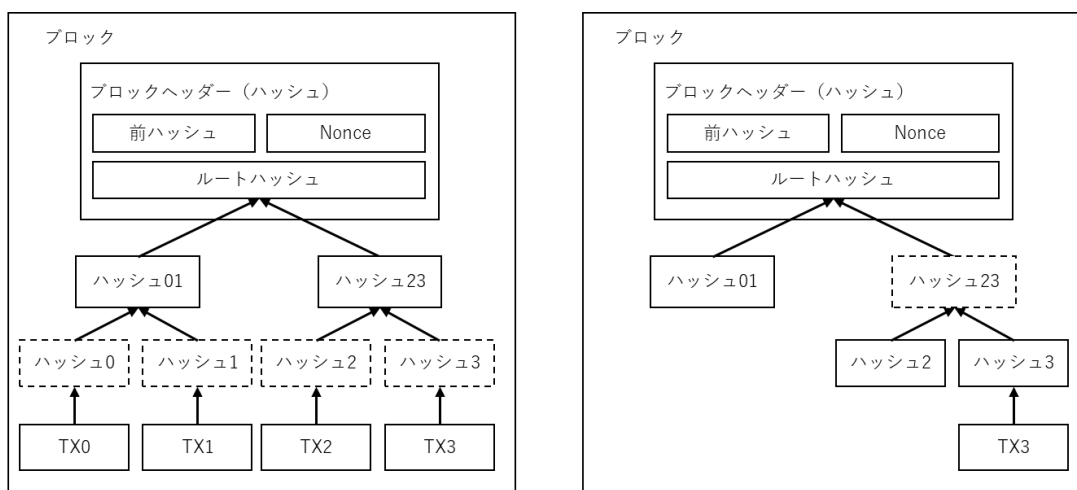 ブロック
ブロックヘッダー（ハッシュ）
前ハッシュ
Nonce
ルートハッシュ
ハッシュ01
ハッシュ23
ハッシュ0
ハッシュ1
ハッシュ2
ハッシュ3
TX0
TX1
TX2
TX3
ブロック
ブロックヘッダー（ハッシュ）
前ハッシュ
Nonce
ルートハッシュ
ハッシュ01
ハッシュ23
ハッシュ2
ハッシュ3
TX3